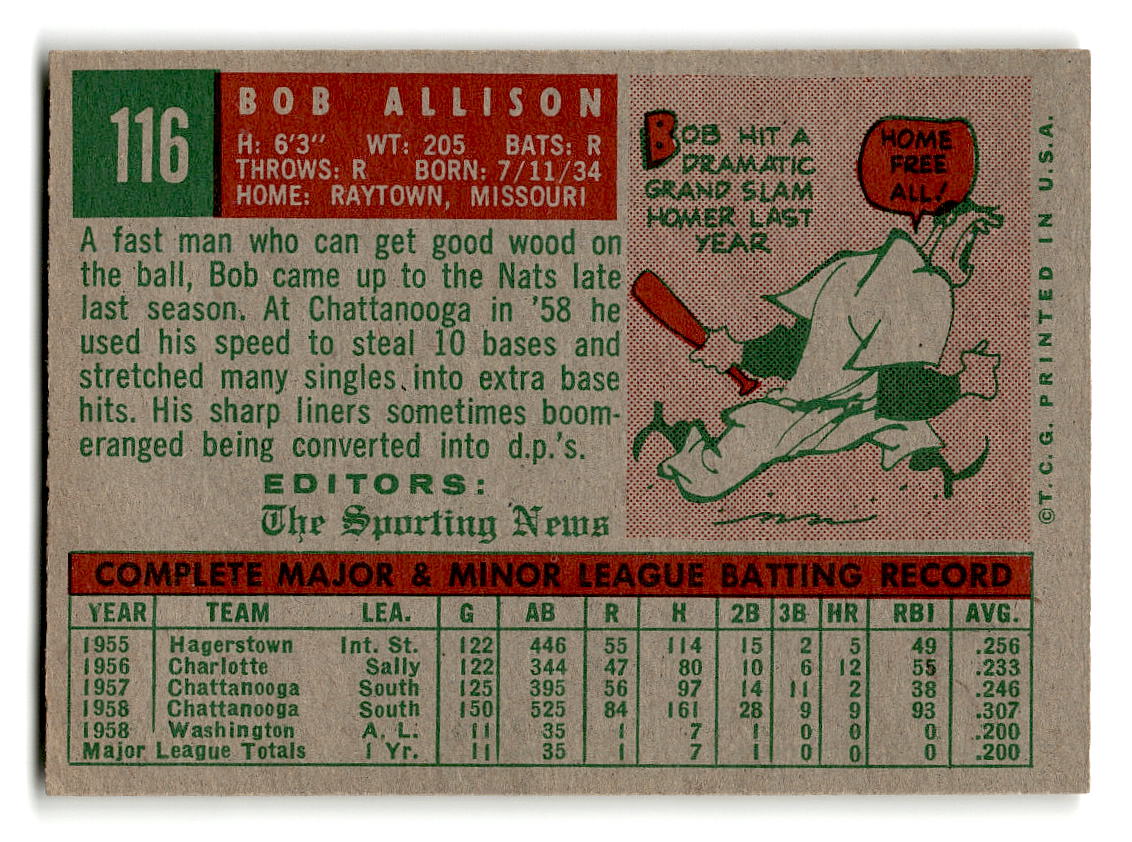 116
BOB ALLISON
H: 6'3" WT: 205 BATS: R
THROWS: R BORN: 7/11/34
HOME: RAYTOWN, MISSOURI
A fast man who can get good wood on
the ball, Bob came up to the Nats late
last season. At Chattanooga in '58 he
used his speed to steal 10 bases and
stretched many singles into extra base
hits. His sharp liners sometimes boom-
eranged being converted into d.p.'s.
EDITORS:
The Sporting News
BOB HIT A
DRAMATIC
GRAND SLAM
HOMER LAST
YEAR
HOME
FREE
ALL!
©T. C. G. PRINTED IN U.S.A.
COMPLETE MAJOR & MINOR LEAGUE BATTING RECORD
YEAR TEAM LEA. G AB R H 2B 3B HR RBI AVG.
1955 Hagerstown Int. St. 122 446 55 114 15 2 5 49 .256
1956 Charlotte Sally 122 344 47 80 10 6 12 55 .233
1957 Chattanooga South 125 395 56 97 14 11 2 38 .246
1958 Chattanooga South 150 525 84 161 28 9 9 93 .307
1958 Washington A. L. 11 35 1 7 1 0 0 0 .200
Major League Totals 1 Yr. 11 35 1 7 1 0 0 0 .200